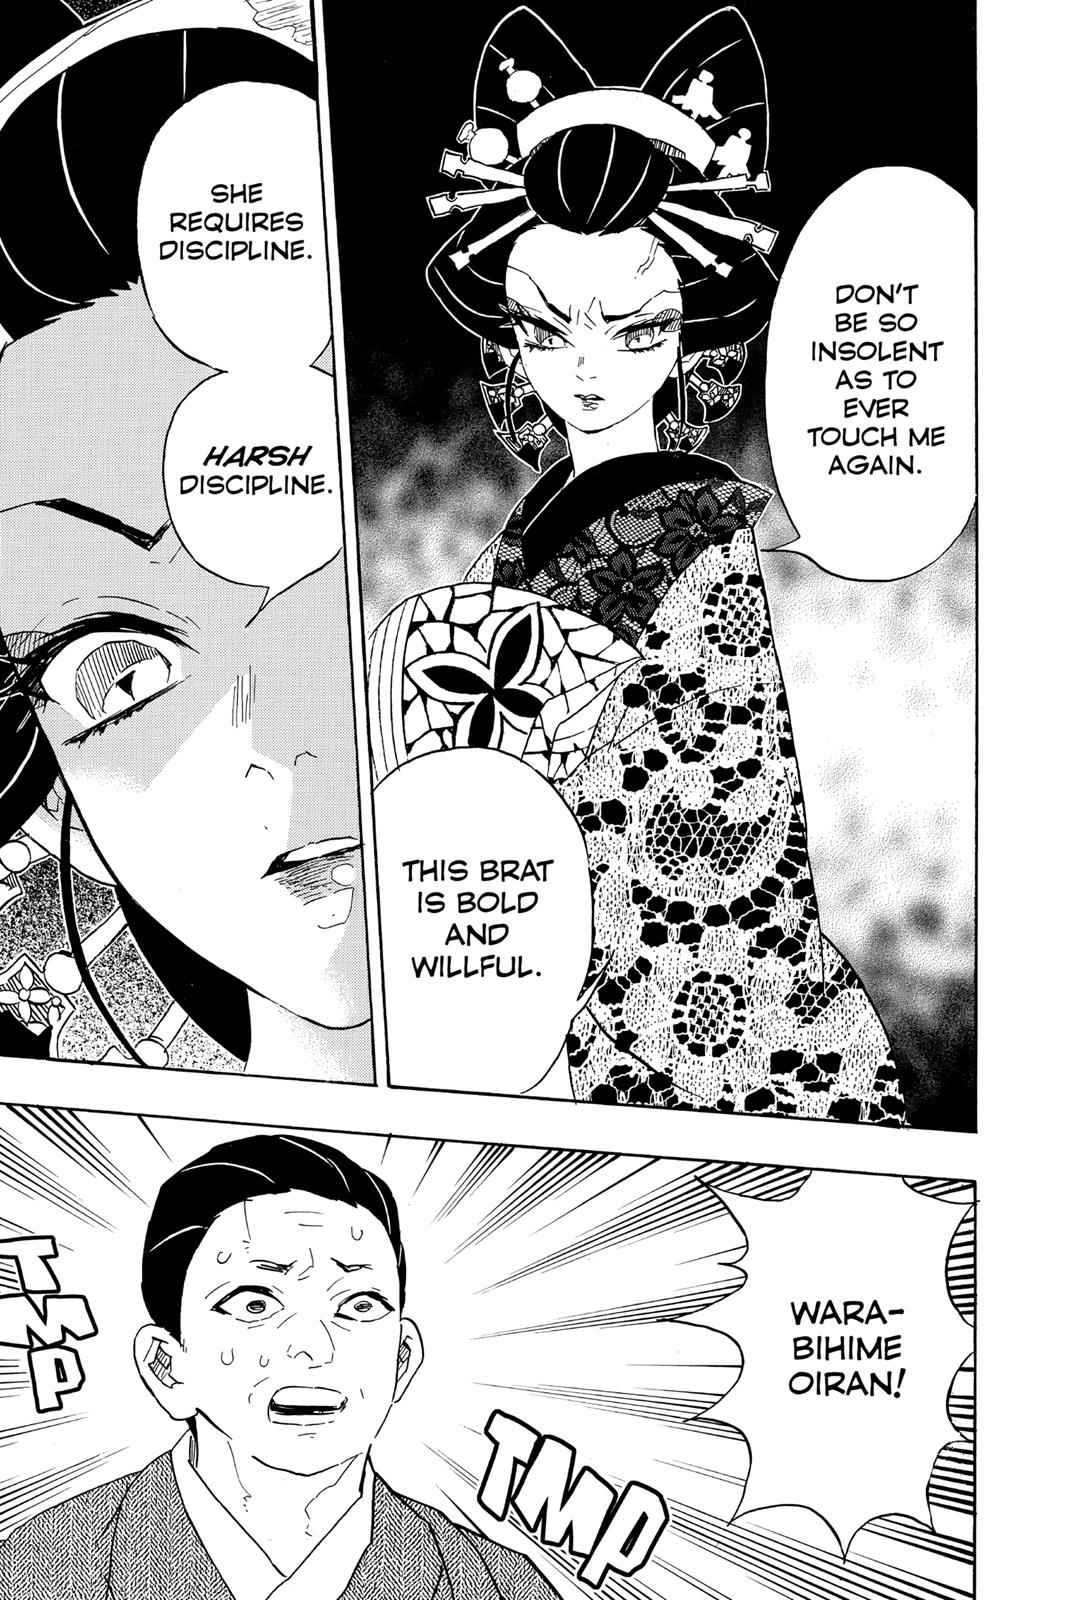 DON'T
BE SO
INSOLENT
AS TO
EVER
TOUCH ME
AGAIN.
THIS BRAT
IS BOLD
AND
WILLFUL.
SHE
REQUIRES
DISCIPLINE.
HARSH
DISCIPLINE.
WARA-
BIHIME
OIRAN!
TMP
TMP